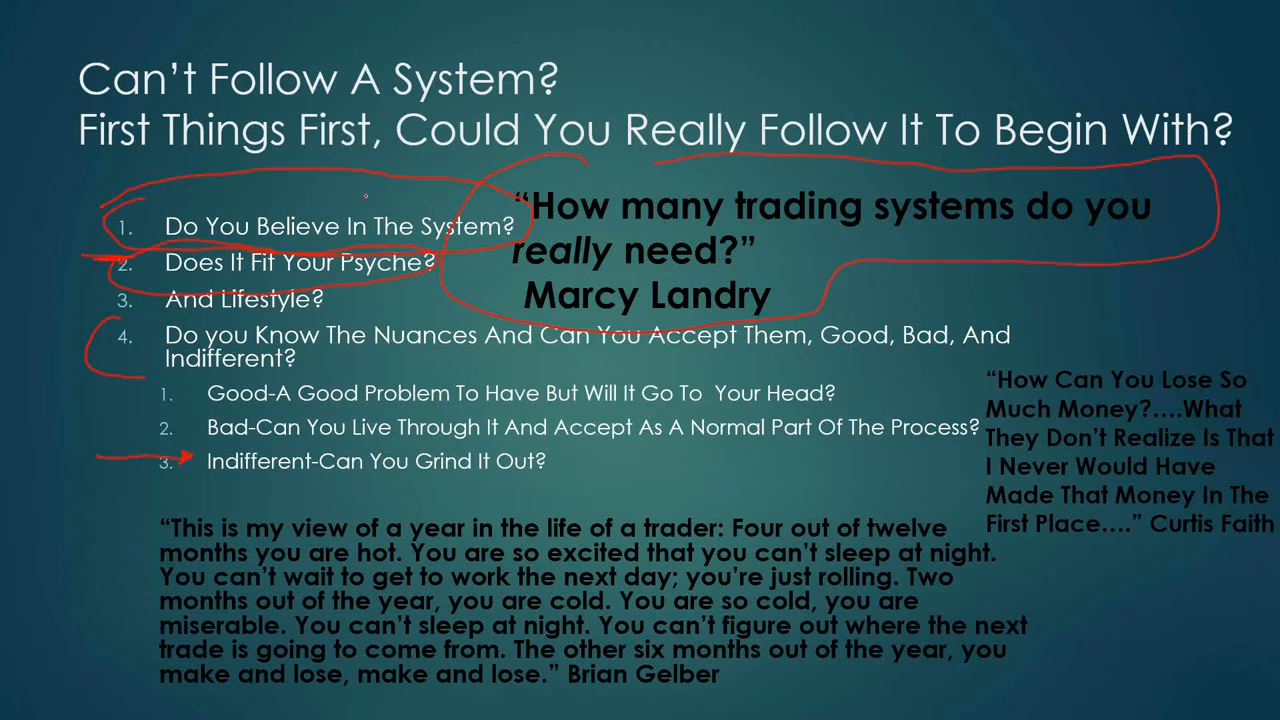 Can't Follow A System?
First Things First, Could You Really Follow It To Begin With?
1. Do You Believe In The System?
2. Does It Fit Your Psyche?
3. And Lifestyle?
4. Do you Know The Nuances And Can You Accept Them, Good, Bad, And
Indifferent?
1. Good-A Good Problem To Have But Will It Go To Your Head?
2. Bad-Can You Live Through It And Accept As A Normal Part Of The Process?
3. Indifferent-Can You Grind It Out?
“How many trading systems do you
really need?”
Marcy Landry
“How Can You Lose So
Much Money?....What
They Don't Realize Is That
I Never Would Have
Made That Money In The
First Place....” Curtis Faith
“This is my view of a year in the life of a trader: Four out of twelve
months you are hot. You are so excited that you can't sleep at night.
You can't wait to get to work the next day; you're just rolling. Two
months out of the year, you are cold. You are so cold, you are
miserable. You can't sleep at night. You can't figure out where the next
trade is going to come from. The other six months out of the year, you
make and lose, make and lose.” Brian Gelber